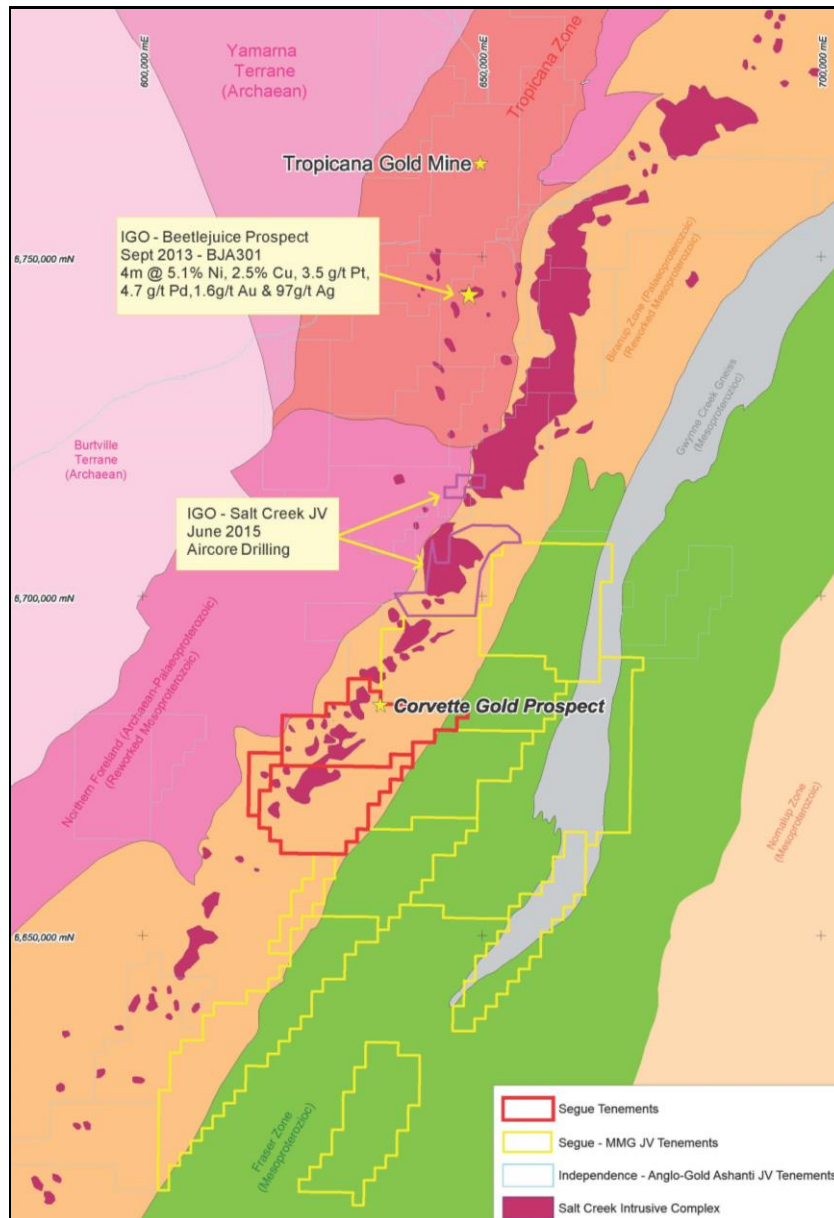 600,000 mE
650,000 mE
700,000 mE
Yamarna
Terrane
(Archaean)
Tropicana Zone
Tropicana Gold Mine
IGO - Beetlejuice Prospect
Sept 2013 - BJA301
4m @ 5.1% Ni, 2.5% Cu, 3.5 g/t Pt,
4.7 g/t Pd,1.6g/t Au & 97g/t Ag
6,750,000 mN
Biranup Zone (Palaeoproterozoic)
(Reworked Mesoproterozoic)
Gwynne Creek Gneiss
(Mesoproterozioc)
Burtville
Terrane
(Archaean)
IGO - Salt Creek JV
June 2015
Aircore Drilling
6,700,000 mN
Northern Foreland (Archaean-Palaeoproterozoic)
(Reworked Mesoproterozoic)
Corvette Gold Prospect
Nornalup Zone
(Mesoproterozoic)
6,650,000 mN
Fraser Zone
(Mesoproterozioc)
Segue Tenements
Segue - MMG JV Tenements
Independence - Anglo-Gold Ashanti JV Tenements
Salt Creek Intrusive Complex